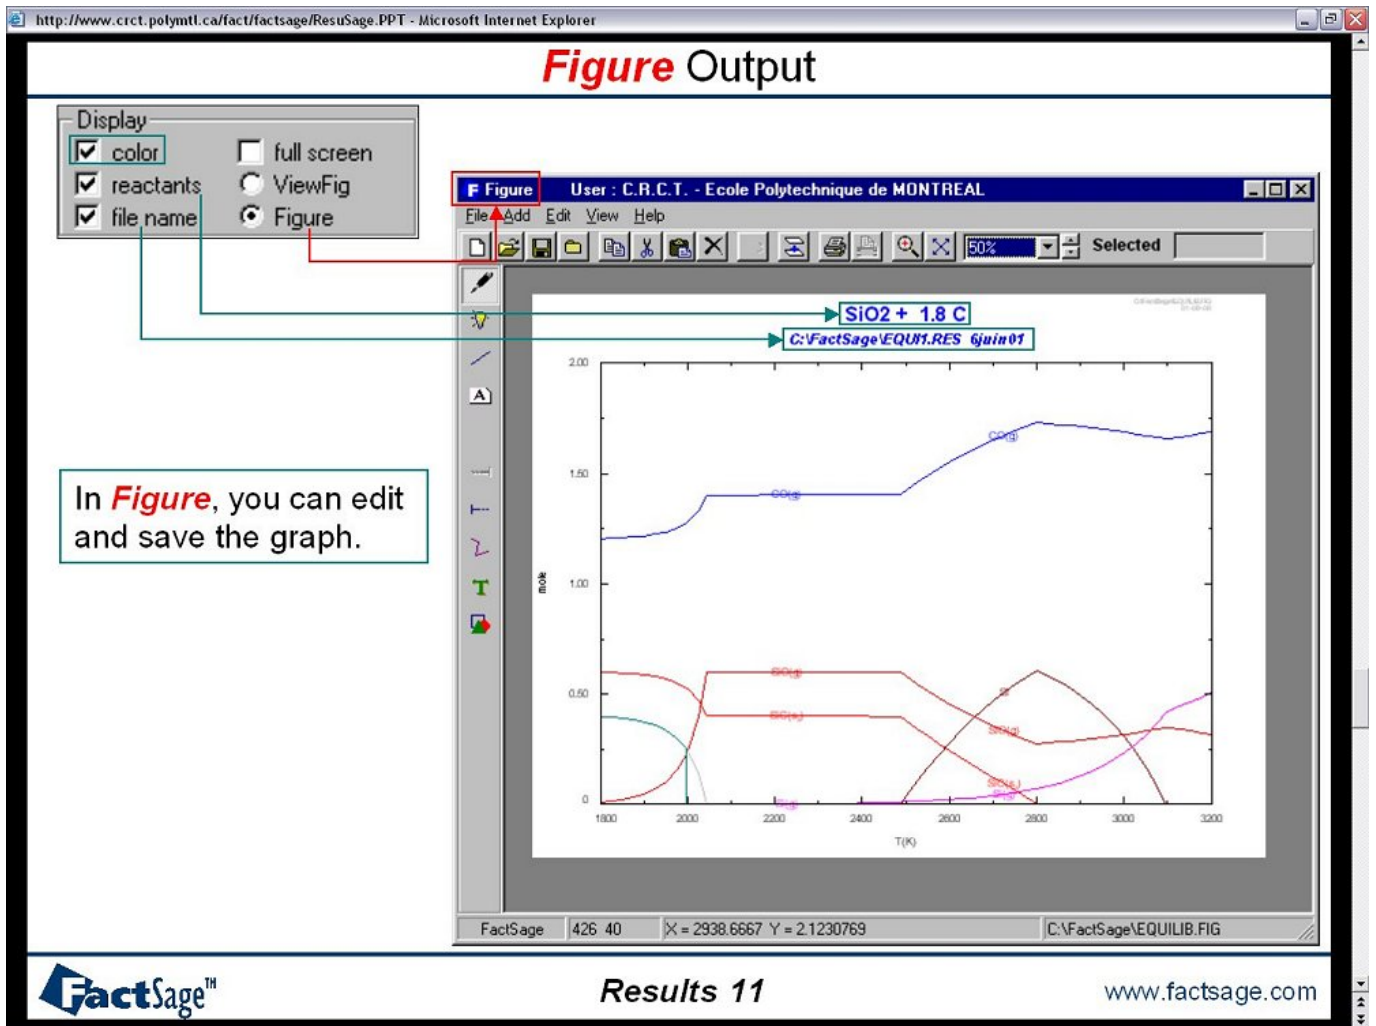 http://www.crct.polymtl.ca/fact/factsage/ResuSage.PPT - Microsoft Internet Explorer
Figure Output
Display
color
full screen
reactants
ViewFig
file name
Figure
F Figure User : C.R.C.T. - Ecole Polytechnique de MONTREAL
File Add Edit View Help
50%
Selected
A
T
SiO2 + 1.8 C
C:\FactSage\EQUI1.RES 6juin01
In Figure, you can edit
and save the graph.
2.00
1.50
1.00
0.50
0
mole
CO(g)
CO(g)
SiO(g)
Si
SiO(g)
1800
2000
2200
2400
2600
2800
3000
3200
T(K)
FactSage
426 40
X = 2938.6667 Y = 2.1230769
C:\FactSage\EQUILIB.FIG
FactSage™
Results 11
www.factsage.com